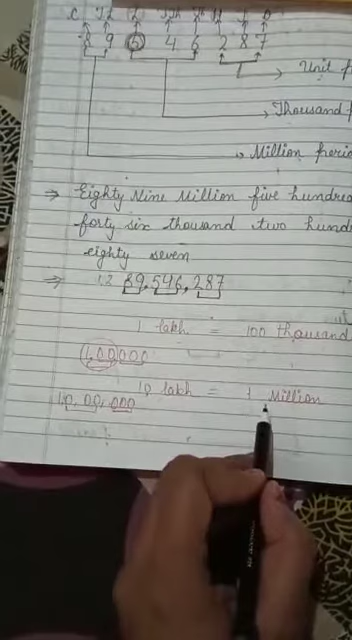 8 9 5 4 6 2 8 7
Unit
Thousand
Million period
⇒ Eighty Nine Million five hundred
forty six thousand two hund
eighty seven
⇒ 89,546,287
1 lakh = 100 thousand
1,00,000
10 lakh = 1 Million
10,00,000